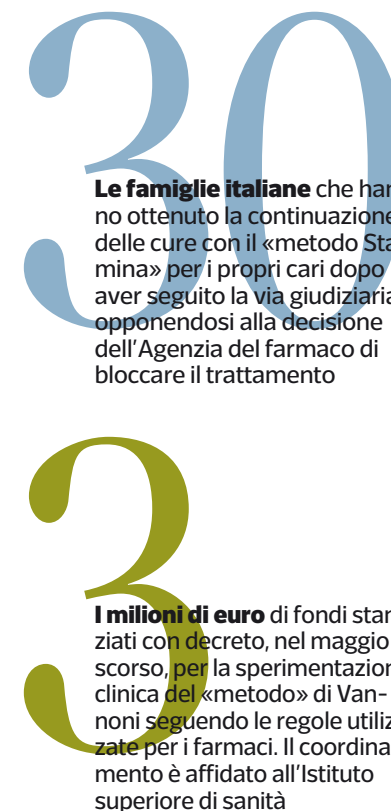 30
Le famiglie italiane che han
no ottenuto la continuazione
delle cure con il «metodo Sta
mina» per i propri cari dopo
aver seguito la via giudiziaria
opponendosi alla decisione
dell'Agenzia del farmaco di
bloccare il trattamento
3
I milioni di euro di fondi stan
ziati con decreto, nel maggio
scorso, per la sperimentazion
clinica del «metodo» di Van-
noni seguendo le regole utiliz
zate per i farmaci. Il coordina
mento è affidato all'Istituto
superiore di sanità